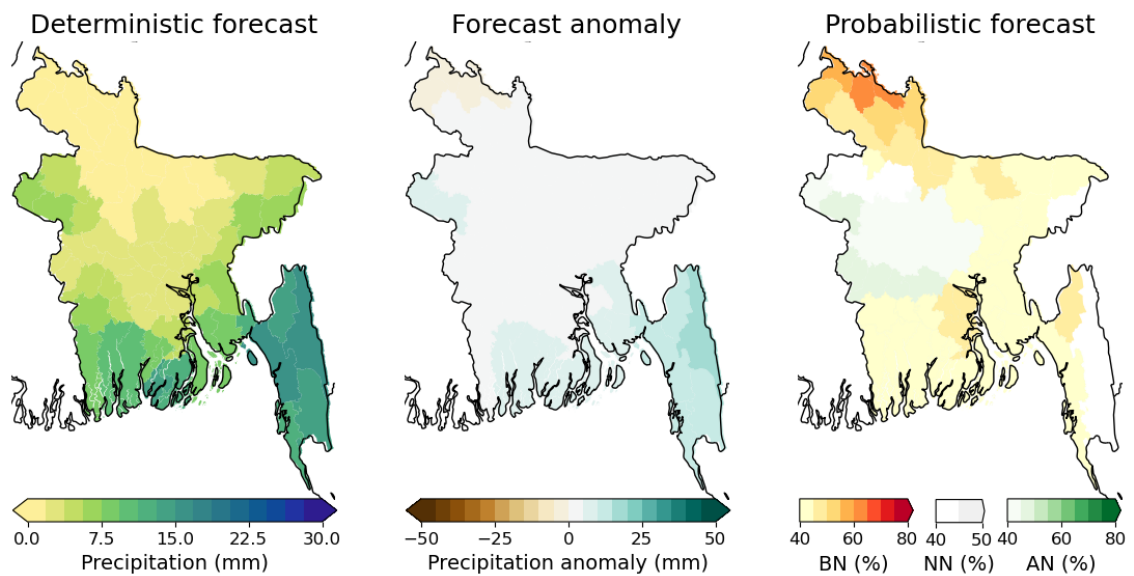 Deterministic forecast
Forecast anomaly
Probabilistic forecast
0.0 7.5 15.0 22.5 30.0
Precipitation (mm)
−50 −25 0 25 50
Precipitation anomaly (mm)
40 60 80
BN (%)
40 50
NN (%)
40 60 80
AN (%)